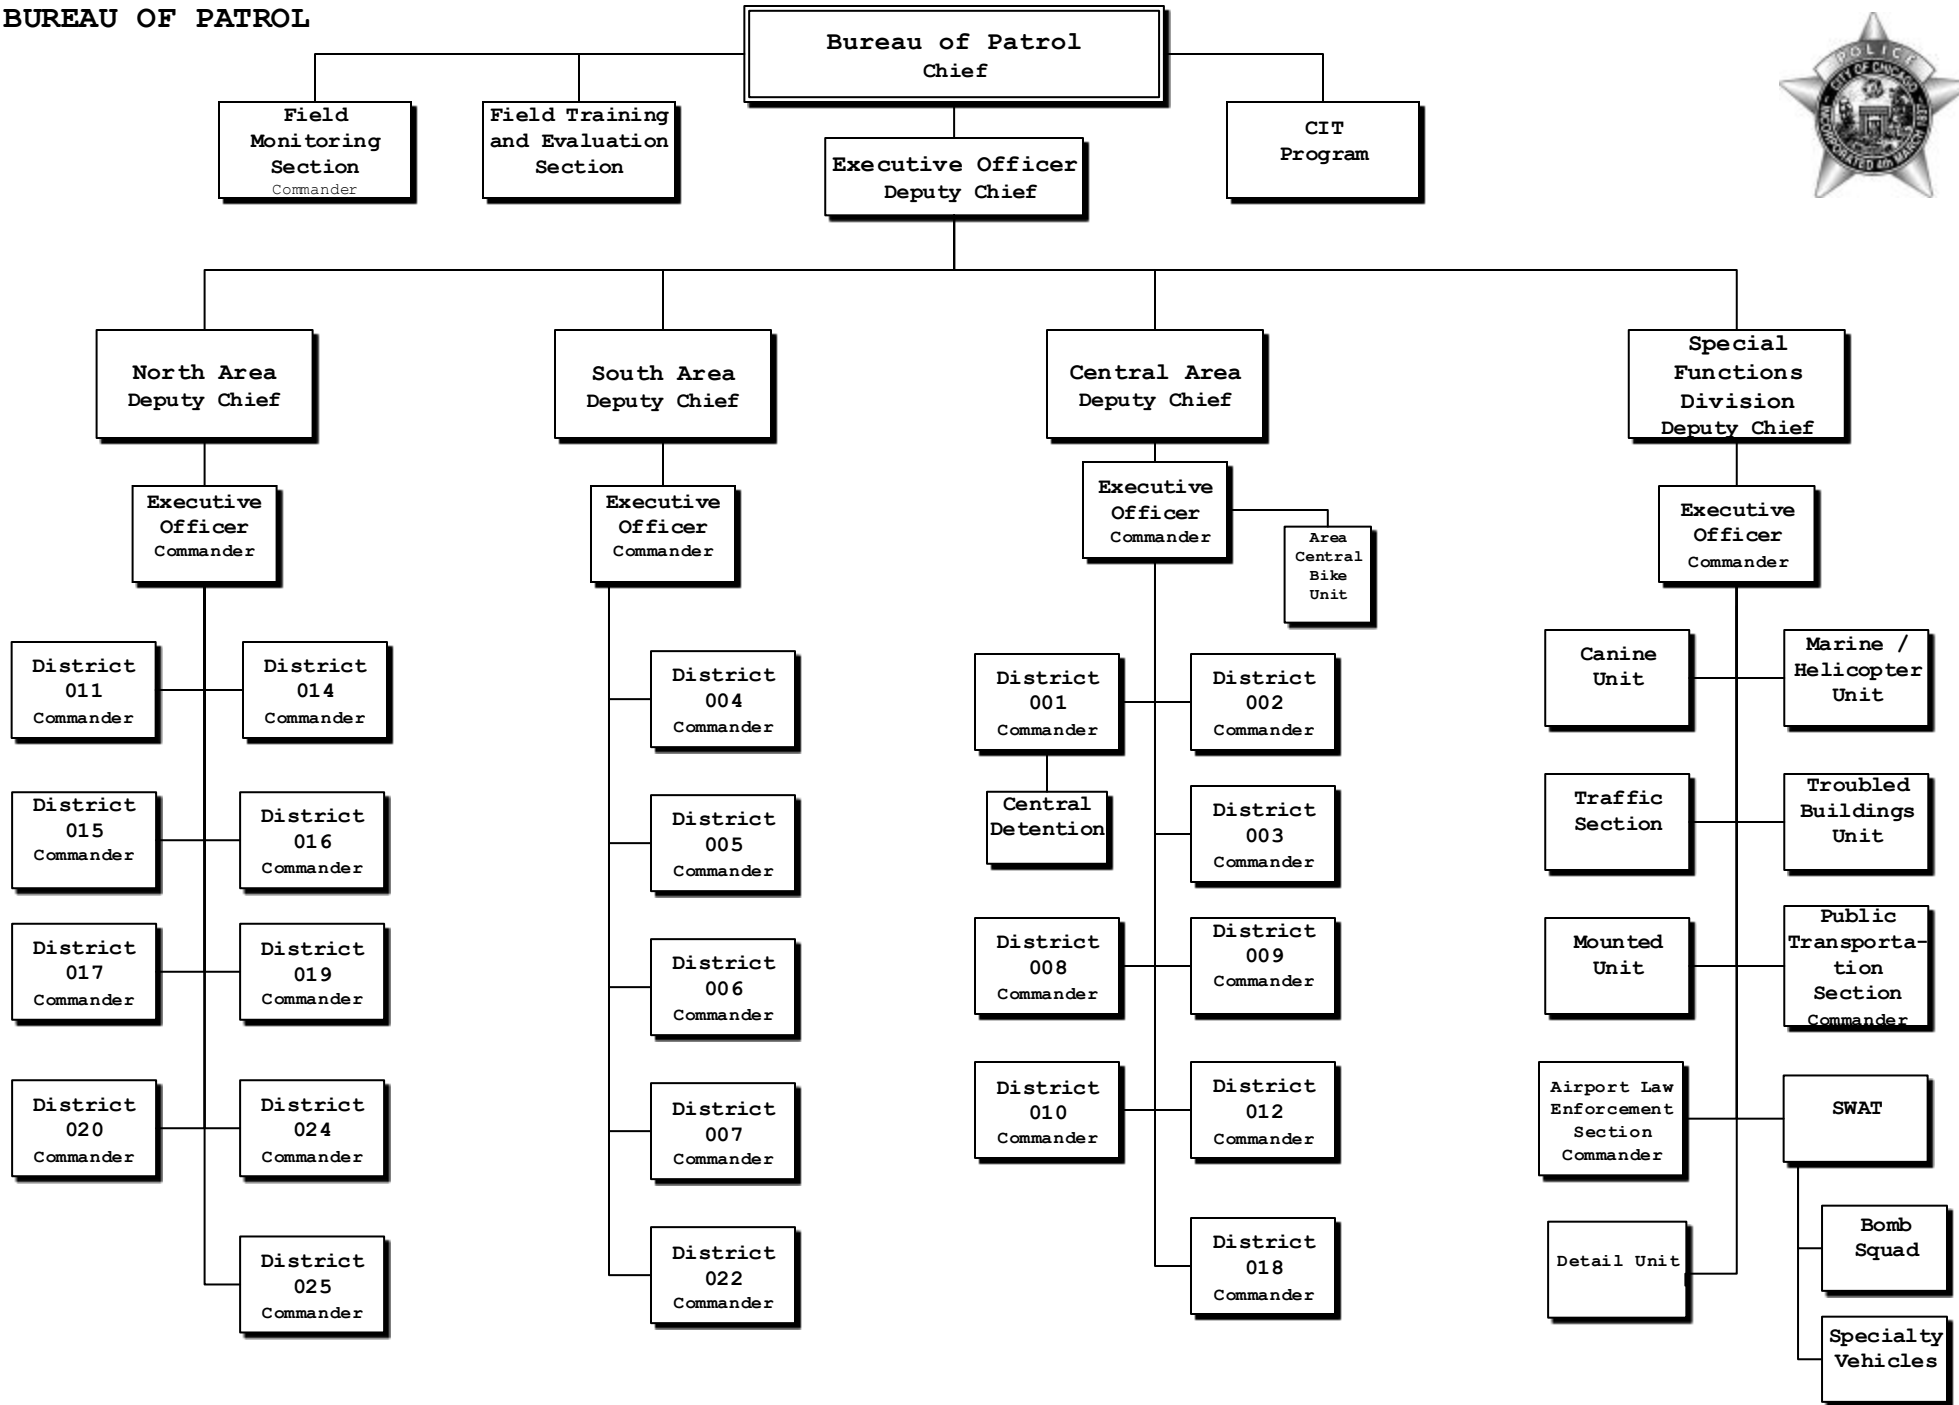 BUREAU OF PATROL
Bureau of Patrol
Chief
POLICE
CITY OF CHICAGO
INCORPORATED 4th MARCH 1837
Field
Monitoring
Section
Commander
Field Training
and Evaluation
Section
Executive Officer
Deputy Chief
CIT
Program
North Area
Deputy Chief
South Area
Deputy Chief
Central Area
Deputy Chief
Special
Functions
Division
Deputy Chief
Executive
Officer
Commander
Executive
Officer
Commander
Executive
Officer
Commander
Area
Central
Bike
Unit
Executive
Officer
Commander
District
011
Commander
District
014
Commander
District
015
Commander
District
016
Commander
District
017
Commander
District
019
Commander
District
020
Commander
District
024
Commander
District
025
Commander
District
004
Commander
District
005
Commander
District
006
Commander
District
007
Commander
District
022
Commander
District
001
Commander
District
002
Commander
Central
Detention
District
003
Commander
District
008
Commander
District
009
Commander
District
010
Commander
District
012
Commander
District
018
Commander
Canine
Unit
Marine /
Helicopter
Unit
Traffic
Section
Troubled
Buildings
Unit
Mounted
Unit
Public
Transporta-
tion
Section
Commander
Airport Law
Enforcement
Section
Commander
SWAT
Detail Unit
Bomb
Squad
Specialty
Vehicles